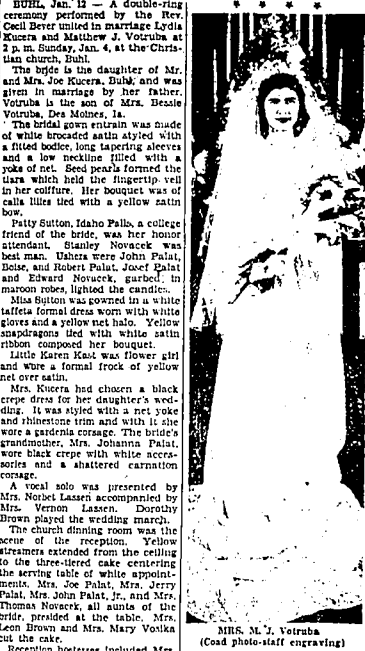 BUHL, Jan. 12 — A double-ring
ceremony performed by the Rev.
Cecil Bever united in marriage Lydia
Kucera and Matthew J. Votruba at
2 p. m. Sunday, Jan. 4, at the Chris-
tian church, Buhl.
The bride is the daughter of Mr.
and Mrs. Joe Kucera, Buhl, and was
given in marriage by her father.
Votruba is the son of Mrs. Bessie
Votruba, Des Moines, Ia.
The bridal gown entrain was made
of white brocaded satin styled with
a fitted bodice, long tapering sleeves
and a low neckline filled with a
yoke of net. Seed pearls formed the
tiara which held the fingertip veil
in her coiffure. Her bouquet was of
calla lilies tied with a yellow satin
bow.
Patty Sutton, Idaho Falls, a college
friend of the bride, was her honor
attendant. Stanley Novacek was
best man. Ushers were John Palat,
Boise, and Robert Palat, Josef Palat
and Edward Novacek, garbed in
maroon robes, lighted the candles.
Miss Sutton was gowned in a white
taffeta formal dress worn with white
gloves and a yellow net halo. Yellow
snapdragons tied with white satin
ribbon composed her bouquet.
Little Karen Kast was flower girl
and wore a formal frock of yellow
net over satin.
Mrs. Kucera had chosen a black
crepe dress for her daughter's wed-
ding. It was styled with a net yoke
and rhinestone trim and with it she
wore a gardenia corsage. The bride's
grandmother, Mrs. Johanna Palat,
wore black crepe with white acces-
sories and a shattered carnation
corsage.
A vocal solo was presented by
Mrs. Norbet Lassen accompanied by
Mrs. Vernon Lassen. Dorothy
Brown played the wedding march.
The church dinning room was the
scene of the reception. Yellow
streamers extended from the ceiling
to the three-tiered cake centering
the serving table of white appoint-
ments. Mrs. Joe Palat, Mrs. Jerry
Palat, Mrs. John Palat, jr., and Mrs.
Thomas Novacek, all aunts of the
bride, presided at the table. Mrs.
Leon Brown and Mrs. Mary Vosika
cut the cake.
Reception hostesses included Mrs.
MRS. M. J. Votruba
(Coad photo-staff engraving)